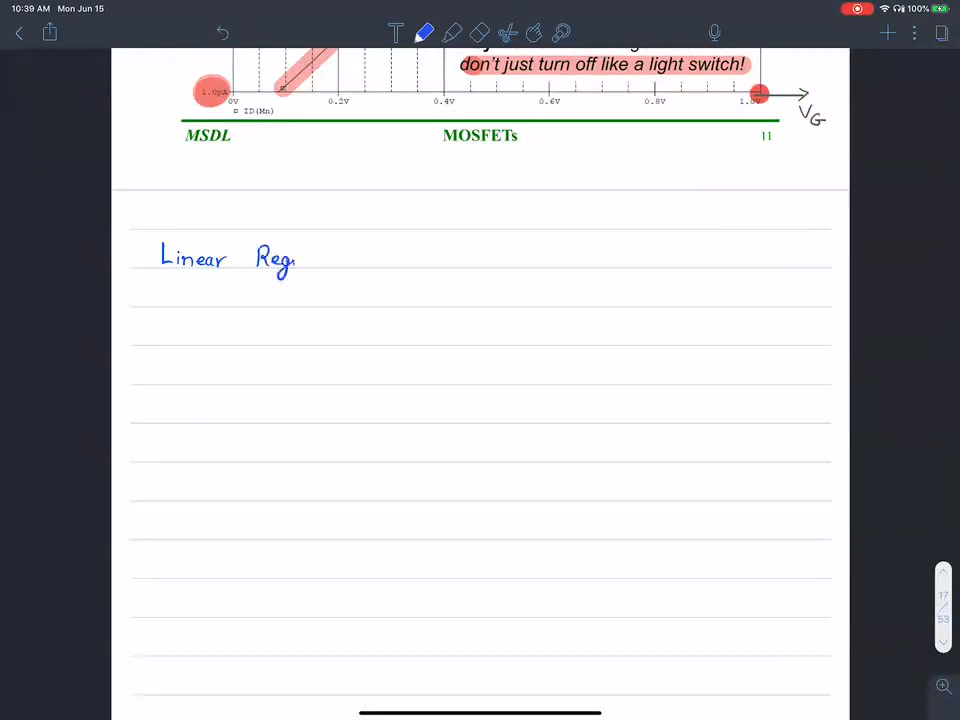 10:39 AM Mon Jun 15
100%
don't just turn off like a light switch!
1.0pA
0V 0.2V 0.4V 0.6V 0.8V 1.0V
ID(Mn)
VG
MSDL MOSFETs 11
Linear Reg
17
53